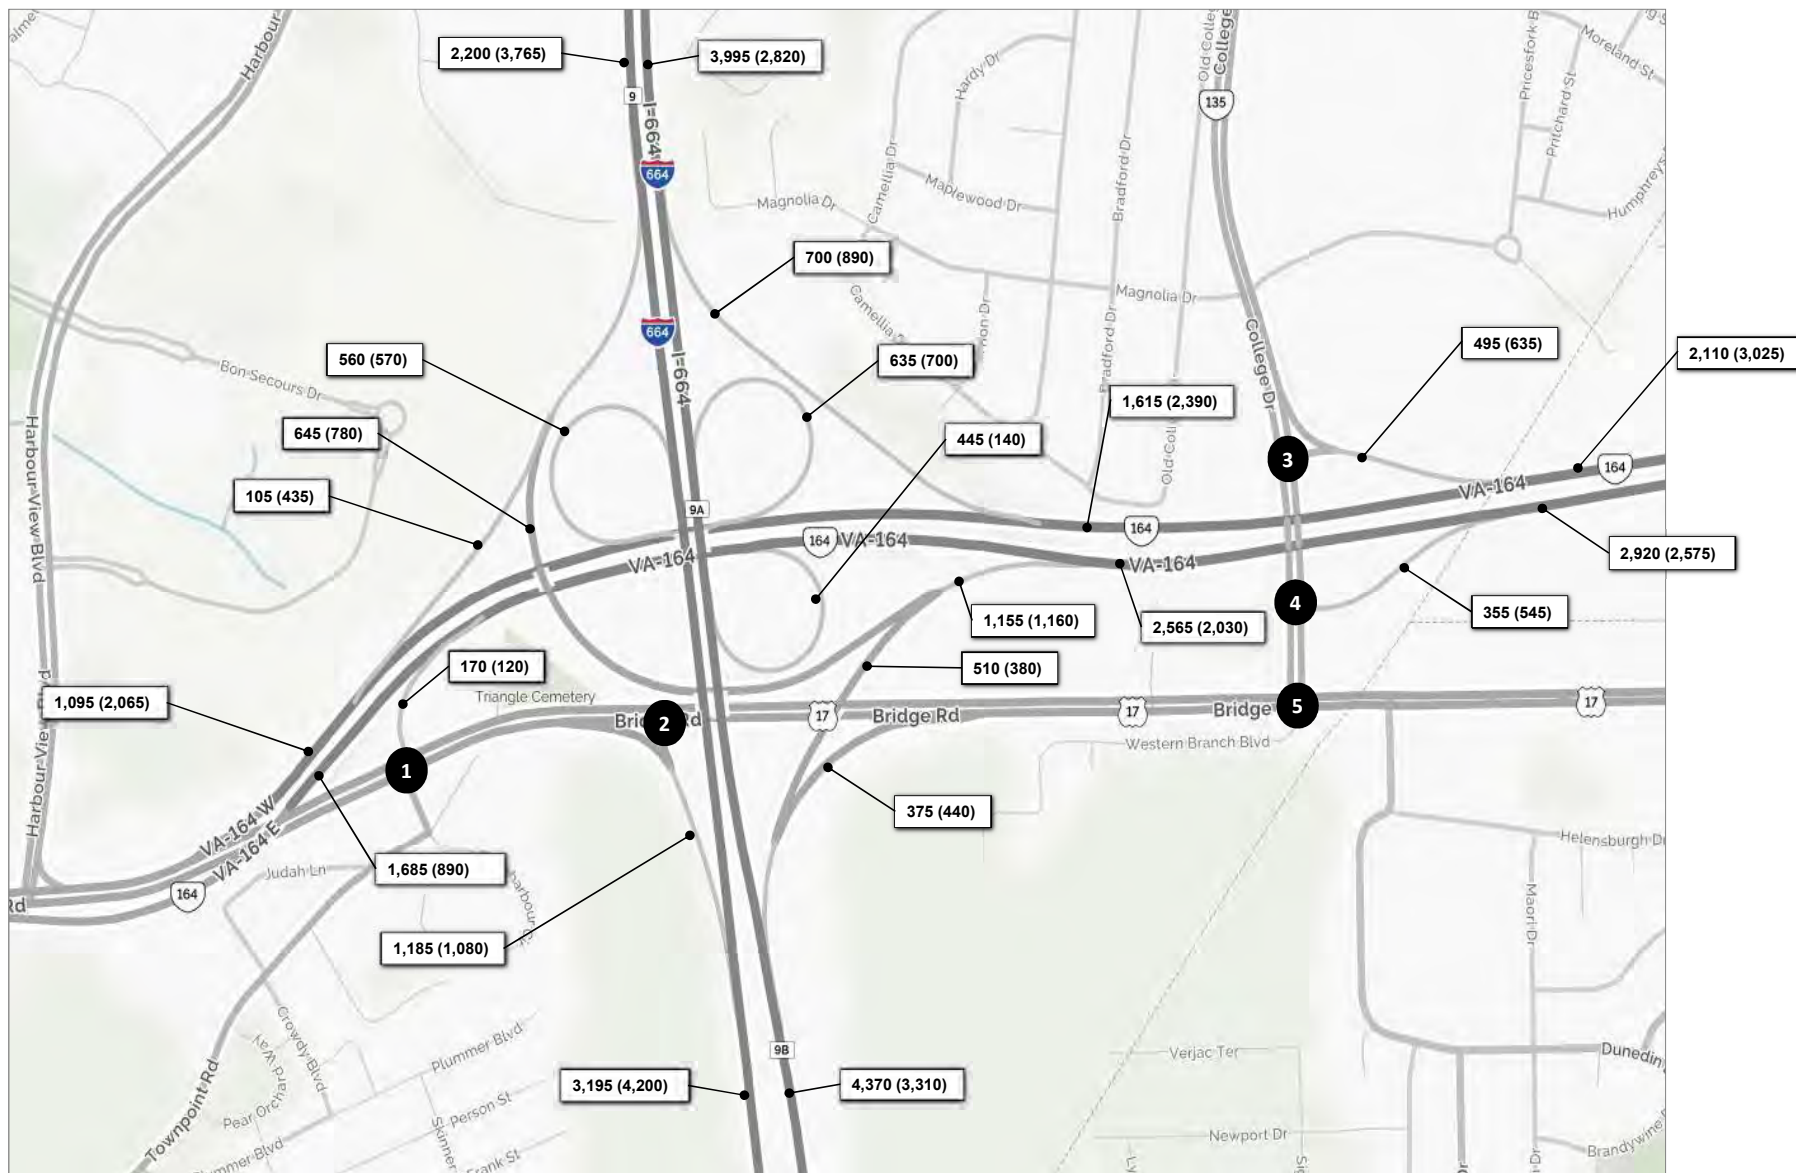 Harbour
2,200 (3,765)
3,995 (2,820)
9
I-664
664
Hardy Dr
Old Colleg
College
135
Pricesfork B
Moreland St
Pritchard St
Humphreys
Bradford Dr
Camellia Dr
Maplewood Dr
Magnolia Dr
700 (890)
Magnolia Dr
664
I-664
College Dr
Bradford Dr
560 (570)
635 (700)
495 (635)
2,110 (3,025)
Bon Secours Dr
1,615 (2,390)
645 (780)
445 (140)
3
164
VA-164
105 (435)
9A
164
VA-164
164
VA-164
VA-164
Harbour View Blvd
2,920 (2,575)
4
355 (545)
1,155 (1,160)
2,565 (2,030)
170 (120)
510 (380)
Triangle Cemetery
1,095 (2,065)
2
17
Bridge Rd
17
Bridge
5
17
Western Branch Blvd
1
375 (440)
Harbour View
VA-164 W
VA-164 E
Judah Ln
1,685 (890)
164
Rd
Helensburgh Dr
Maori Dr
1,185 (1,080)
Crowdy Blvd
Plummer Blvd
9B
Verjac Ter
Dunedin
3,195 (4,200)
4,370 (3,310)
Pear Orchard Way
Person St
Skinner
Townpoint Rd
Plummer Blvd
Frank St
Newport Dr
Brandywine